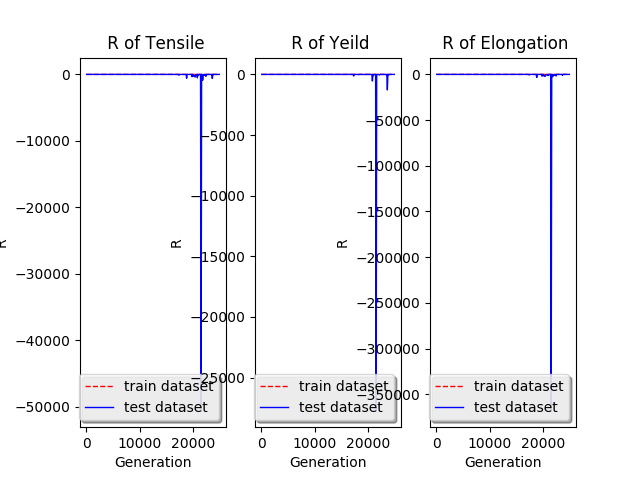 R of Tensile
0
−10000
−20000
−30000
−40000
−50000
R
train dataset
test dataset
0
10000
20000
Generation
R of Yeild
0
−5000
−10000
−15000
−20000
−25000
R
train dataset
test dataset
0
10000
20000
Generation
R of Elongation
0
−50000
−100000
−150000
−200000
−250000
−300000
−350000
R
train dataset
test dataset
0
10000
20000
Generation